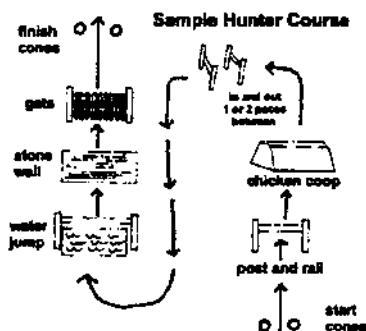 Sample Hunter Course
finish
cones
gate
stone
wall
water
jump
in and out
1 or 2 paces
between
chicken coop
post and rail
start
cones